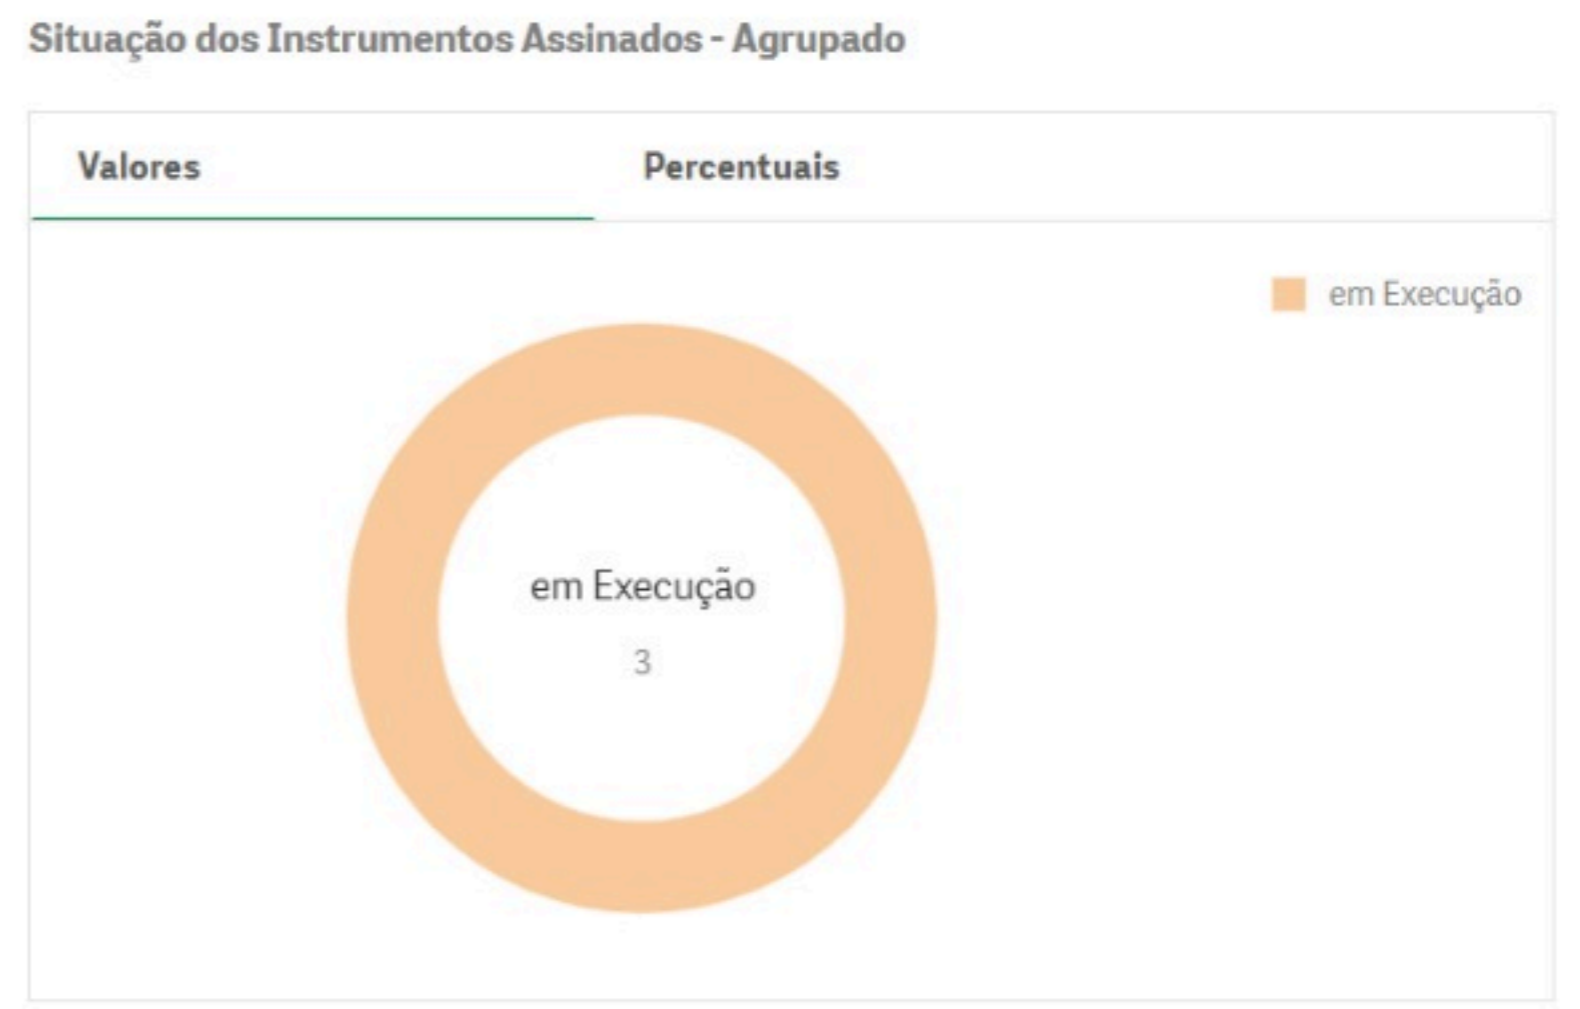 Situação dos Instrumentos Assinados - Agrupado
Valores Percentuais
em Execução
em Execução
3